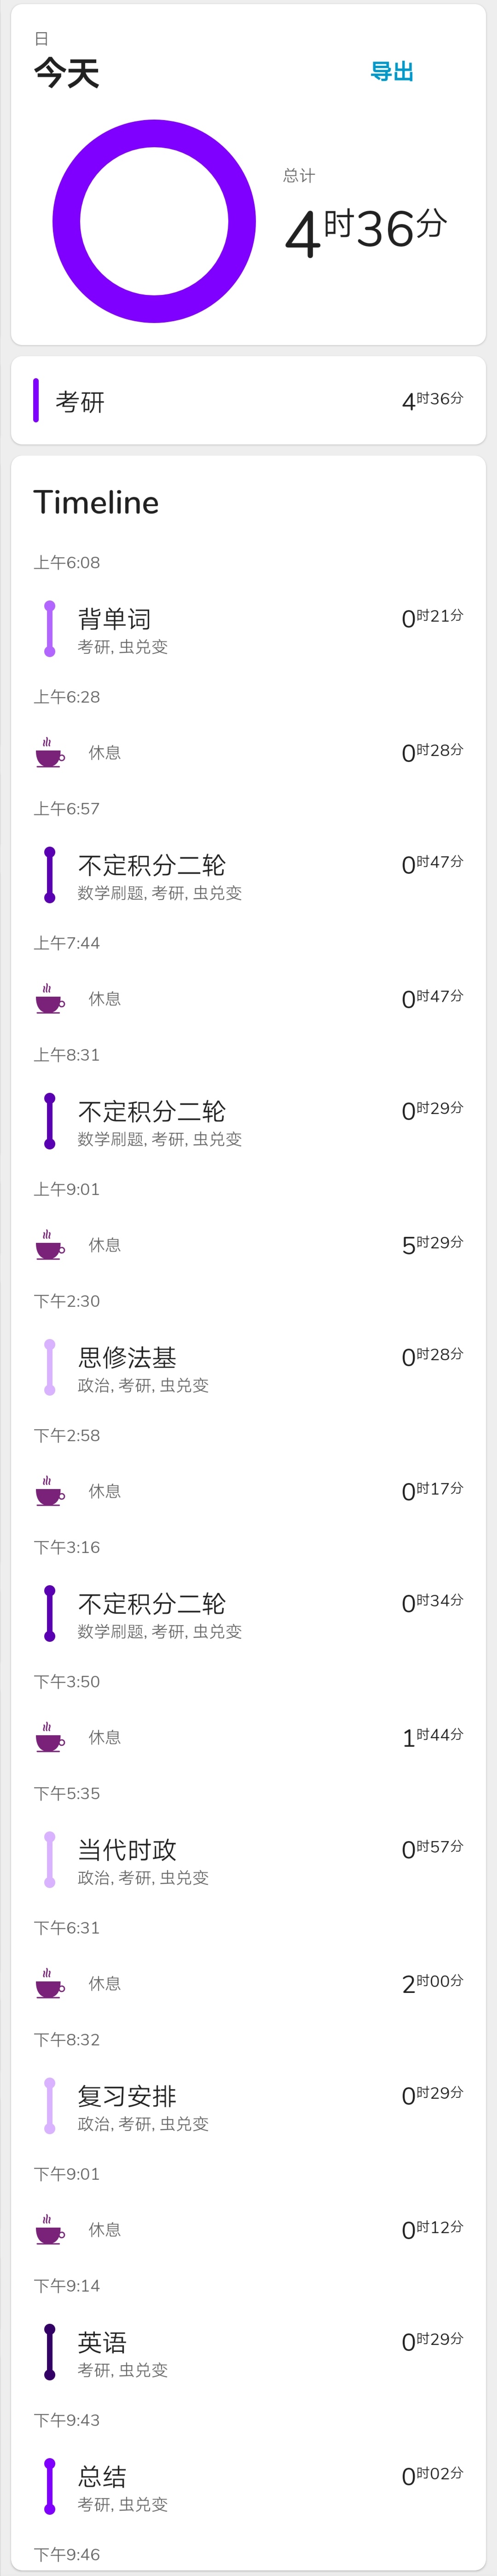 日
今天
导出
总计
4时36分
考研 4时36分
Timeline
上午6:08
背单词 0时21分
考研, 虫兑变
上午6:28
休息 0时28分
上午6:57
不定积分二轮 0时47分
数学刷题, 考研, 虫兑变
上午7:44
休息 0时47分
上午8:31
不定积分二轮 0时29分
数学刷题, 考研, 虫兑变
上午9:01
休息 5时29分
下午2:30
思修法基 0时28分
政治, 考研, 虫兑变
下午2:58
休息 0时17分
下午3:16
不定积分二轮 0时34分
数学刷题, 考研, 虫兑变
下午3:50
休息 1时44分
下午5:35
当代时政 0时57分
政治, 考研, 虫兑变
下午6:31
休息 2时00分
下午8:32
复习安排 0时29分
政治, 考研, 虫兑变
下午9:01
休息 0时12分
下午9:14
英语 0时29分
考研, 虫兑变
下午9:43
总结 0时02分
考研, 虫兑变
下午9:46